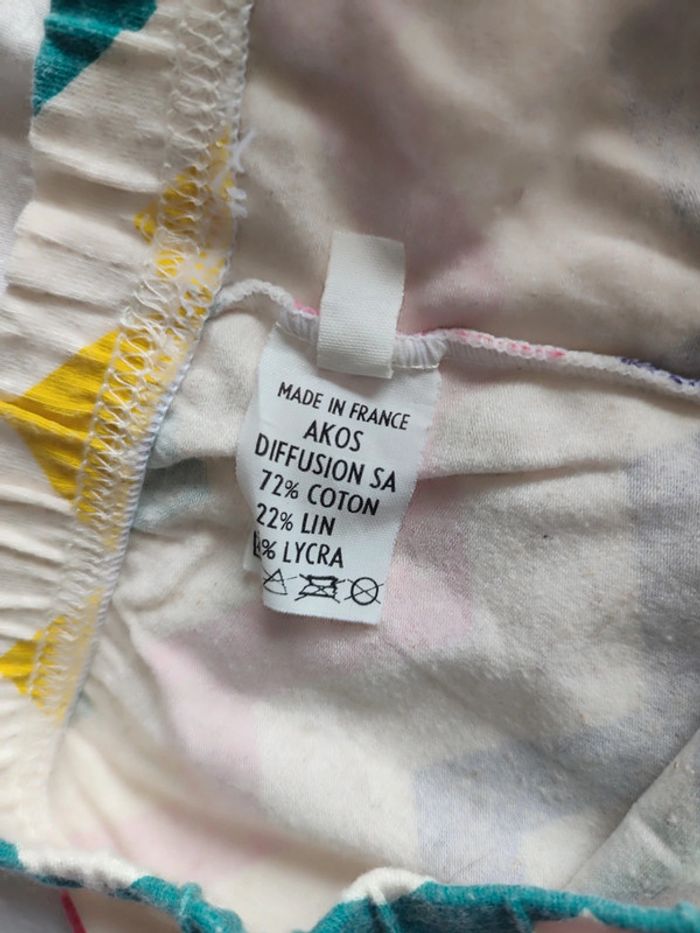 MADE IN FRANCE
AKOS
DIFFUSION SA
72% COTON
22% LIN
% LYCRA